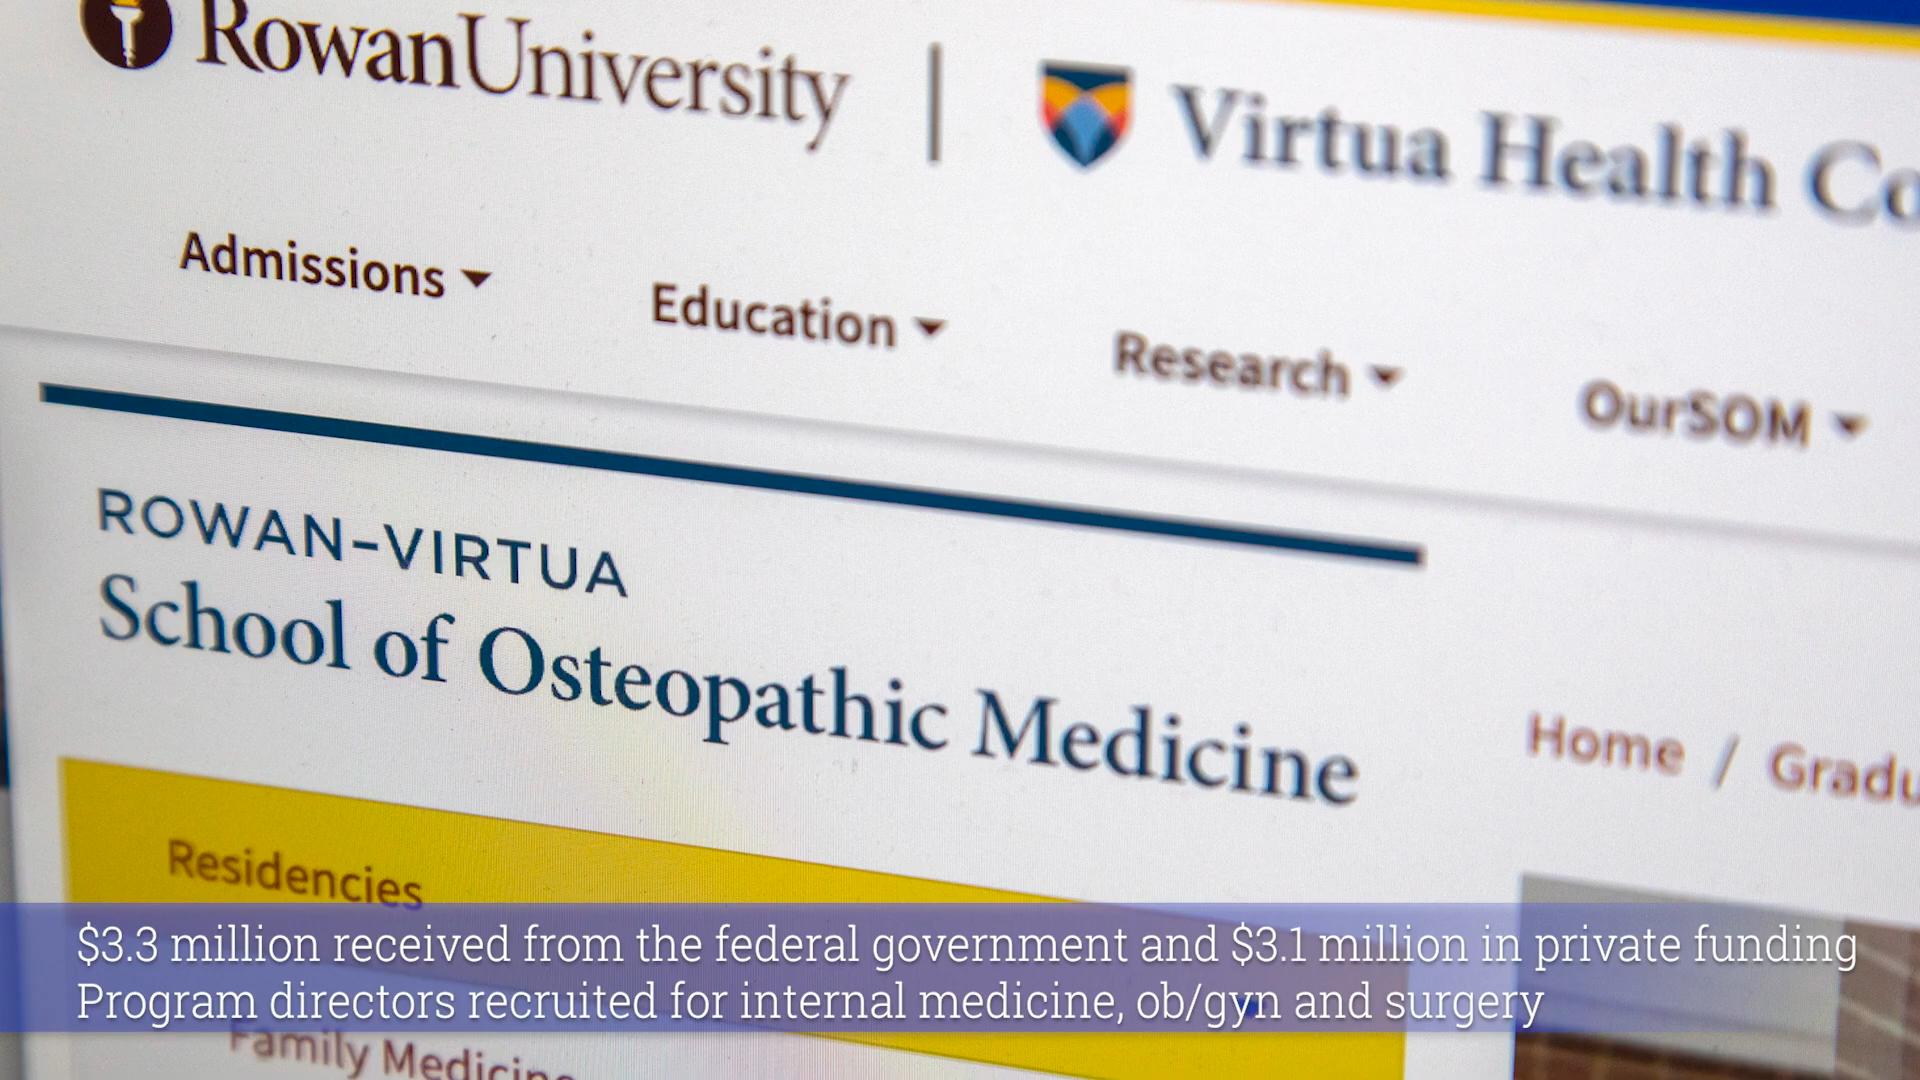 RowanUniversity | Virtua Health Co
Admissions Education Research OurSOM
ROWAN-VIRTUA
School of Osteopathic Medicine
Home / Gradu
Residencies
$3.3 million received from the federal government and $3.1 million in private funding
Program directors recruited for internal medicine, ob/gyn and surgery
Family Medicine